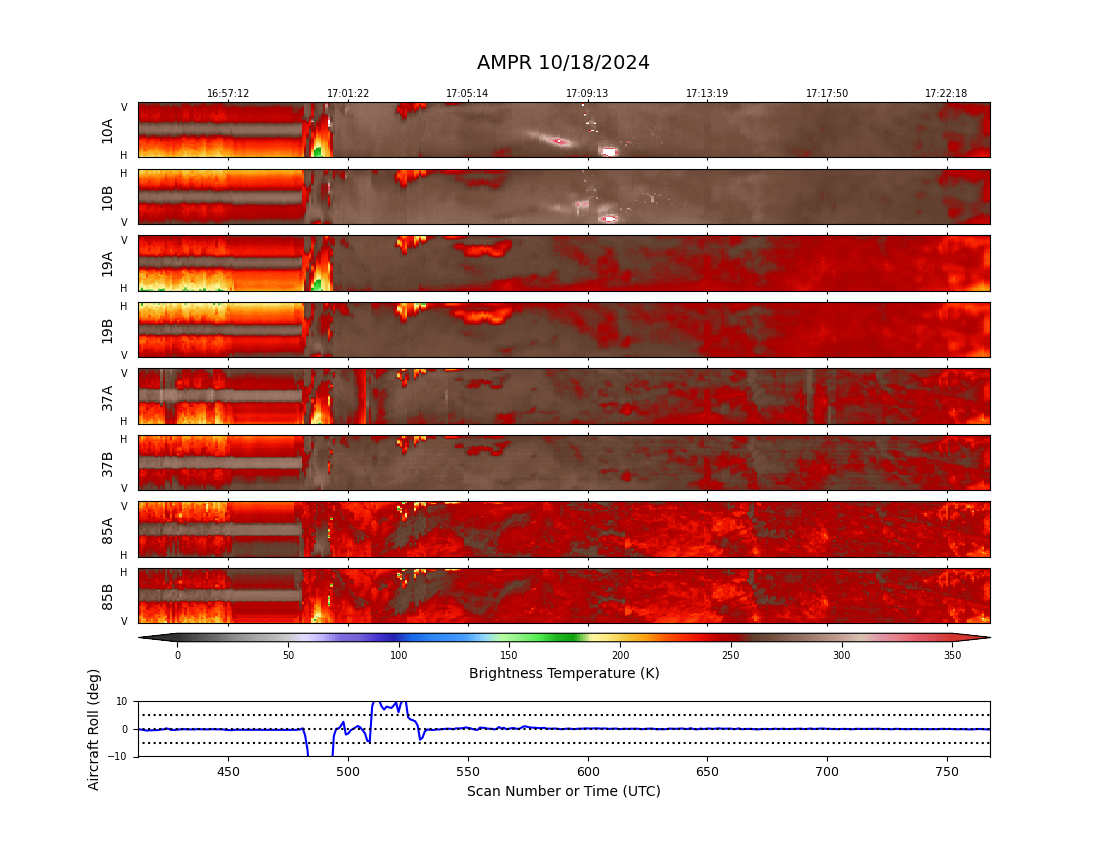 AMPR 10/18/2024
16:57:12 17:01:22 17:05:14 17:09:13 17:13:19 17:17:50 17:22:18
V
10A
H
H
10B
V
V
19A
H
H
19B
V
V
37A
H
H
37B
V
V
85A
H
H
85B
V
0 50 100 150 200 250 300 350
Brightness Temperature (K)
Aircraft Roll (deg)
10
0
−10
450 500 550 600 650 700 750
Scan Number or Time (UTC)